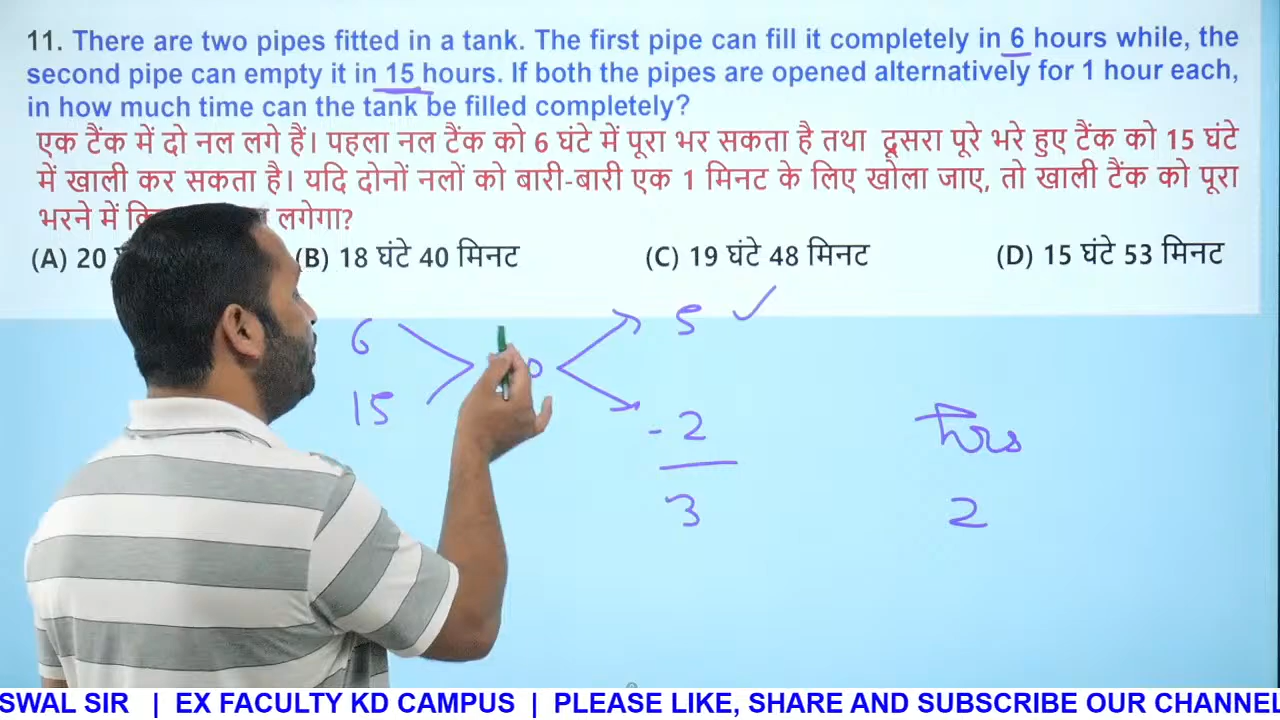 11. There are two pipes fitted in a tank. The first pipe can fill it completely in 6 hours while, the
second pipe can empty it in 15 hours. If both the pipes are opened alternatively for 1 hour each,
in how much time can the tank be filled completely?
एक टैंक में दो नल लगे हैं। पहला नल टैंक को 6 घंटे में पूरा भर सकता है तथा दूसरा पूरे भरे हुए टैंक को 15 घंटे
में खाली कर सकता है। यदि दोनों नलों को बारी-बारी एक 1 मिनट के लिए खोला जाए, तो खाली टैंक को पूरा
भरने में लगेगा?
(A) 20 (B) 18 घंटे 40 मिनट (C) 19 घंटे 48 मिनट (D) 15 घंटे 53 मिनट
6 5
15 -2 hrs
3 2
SWAL SIR | EX FACULTY KD CAMPUS | PLEASE LIKE, SHARE AND SUBSCRIBE OUR CHANNEL